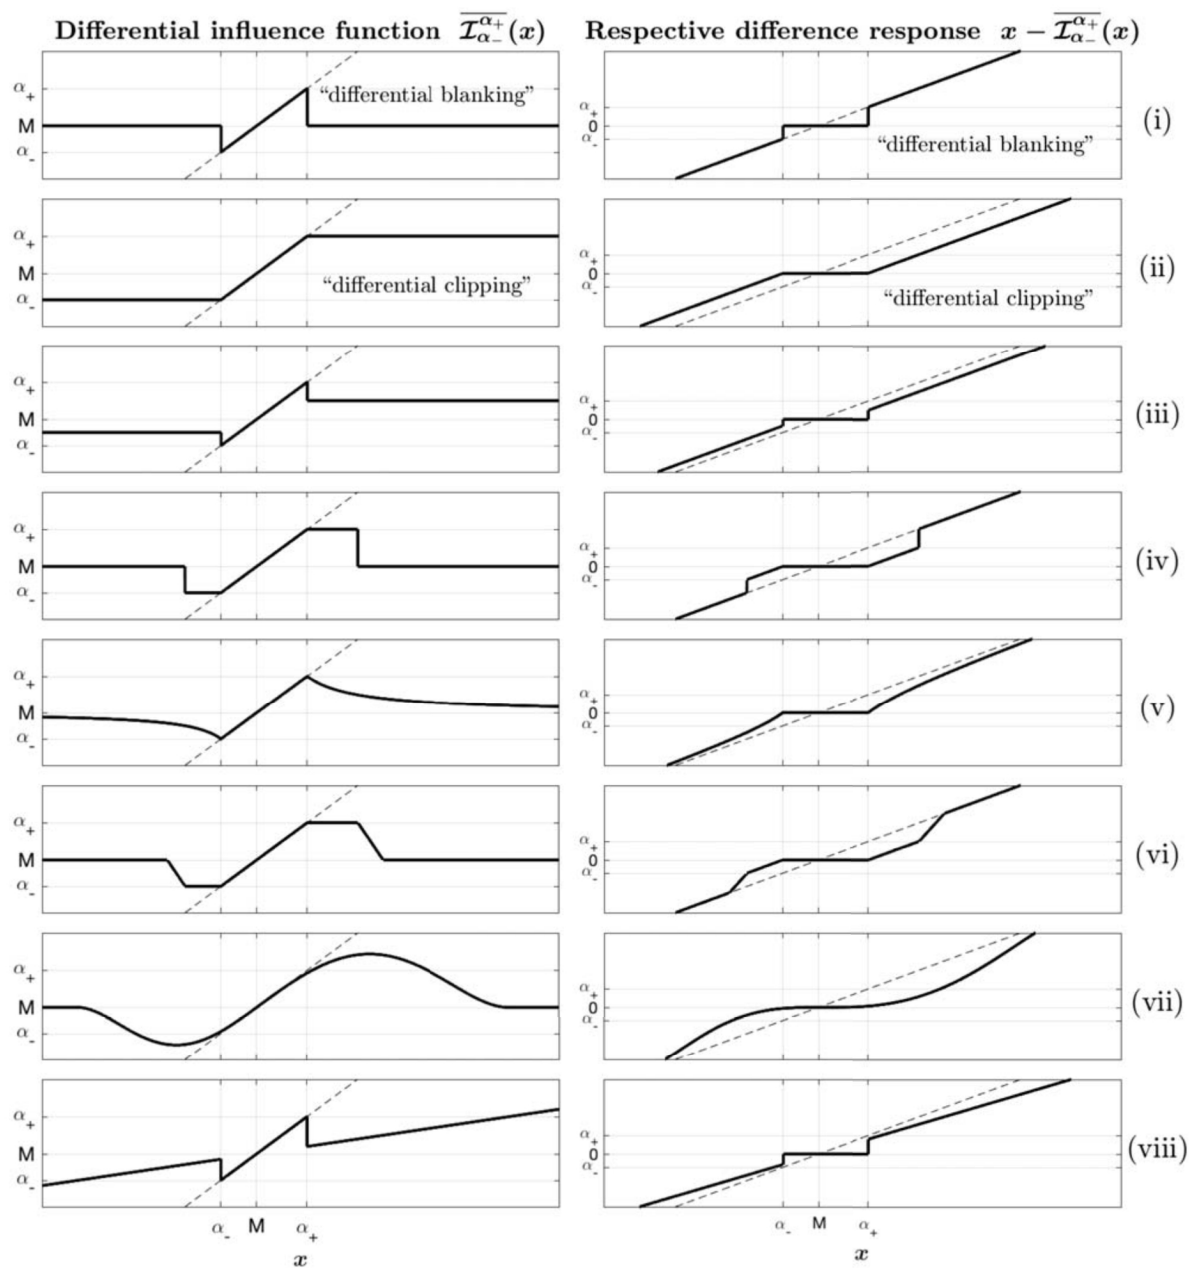 Differential influence function $\overline{\mathcal{I}_{\alpha_-}^{\alpha_+}}(x)$
Respective difference response $x - \overline{\mathcal{I}_{\alpha_-}^{\alpha_+}}(x)$
α₊
M
α₋
"differential blanking"
α₊
0
α₋
"differential blanking"
(i)
α₊
M
α₋
"differential clipping"
α₊
0
α₋
"differential clipping"
(ii)
α₊
M
α₋
α₊
0
α₋
(iii)
α₊
M
α₋
α₊
0
α₋
(iv)
α₊
M
α₋
α₊
0
α₋
(v)
α₊
M
α₋
α₊
0
α₋
(vi)
α₊
M
α₋
α₊
0
α₋
(vii)
α₊
M
α₋
α₊
0
α₋
(viii)
α₋ M α₊
x
α₋ M α₊
x